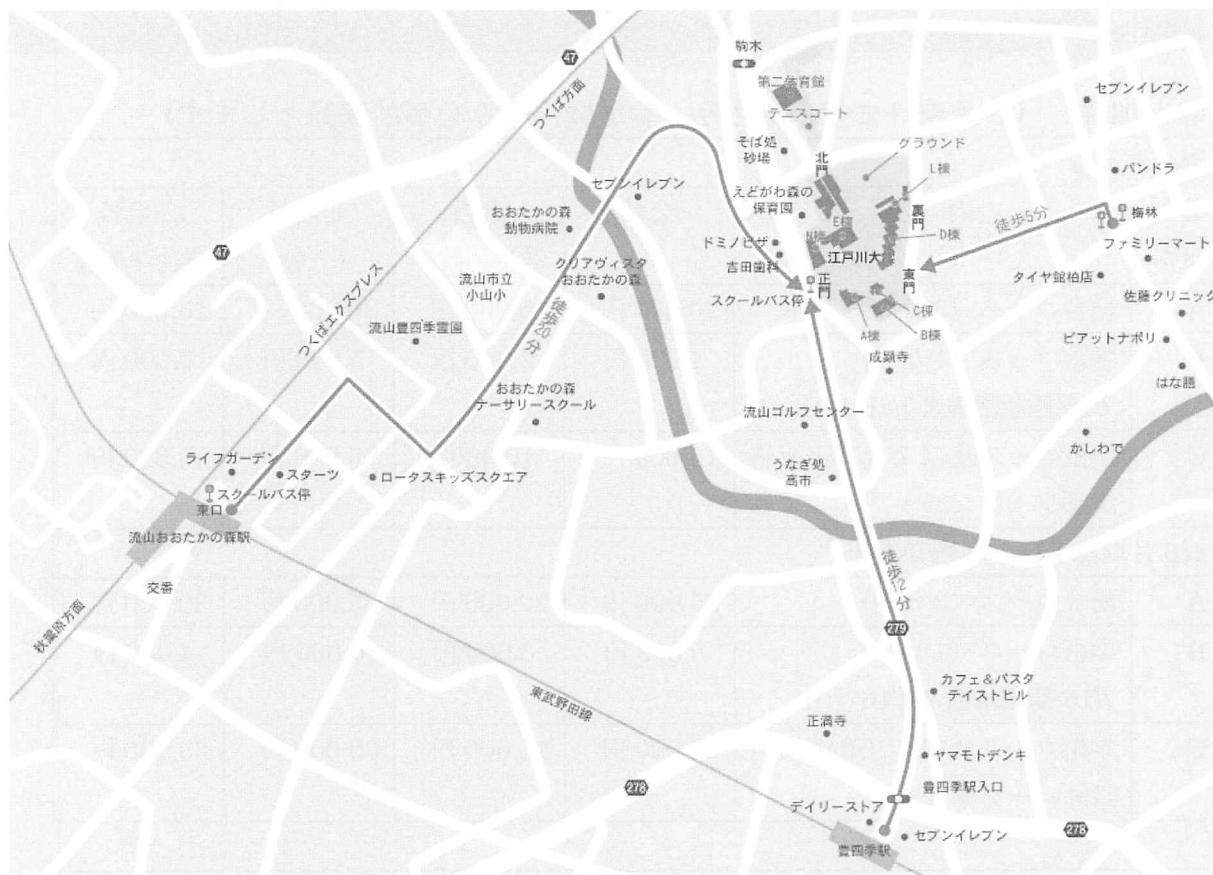 駒木
47
つくば方面
第二体育館
セブンイレブン
テニスコート
グラウンド
そば処
砂場
北門
L棟
パンドラ
セブンイレブン
えどがわ森の
保育園
裏門
梅林
徒歩5分
おおたかの森
動物病院
E棟
N棟
D棟
ファミリーマート
ドミノピザ
江戸川大
47
吉田歯科
クリアヴィスタ
おおたかの森
正門
東門
タイヤ館柏店
流山市立
小山小
スクールバス停
佐藤クリニック
つくばエクスプレス
徒歩20分
C棟
A棟
B棟
流山豊四季霊園
ピアットナポリ
成顕寺
はな膳
おおたかの森
ナーサリースクール
流山ゴルフセンター
かしわで
ライフガーデン
スターツ
ロータスキッズスクエア
うなぎ処
高市
スクールバス停
東口
流山おおたかの森駅
徒歩12分
交番
秋葉原方面
279
東武野田線
カフェ&パスタ
テイストヒル
正満寺
ヤマモトデンキ
278
豊四季駅入口
デイリーストア
278
セブンイレブン
豊四季駅